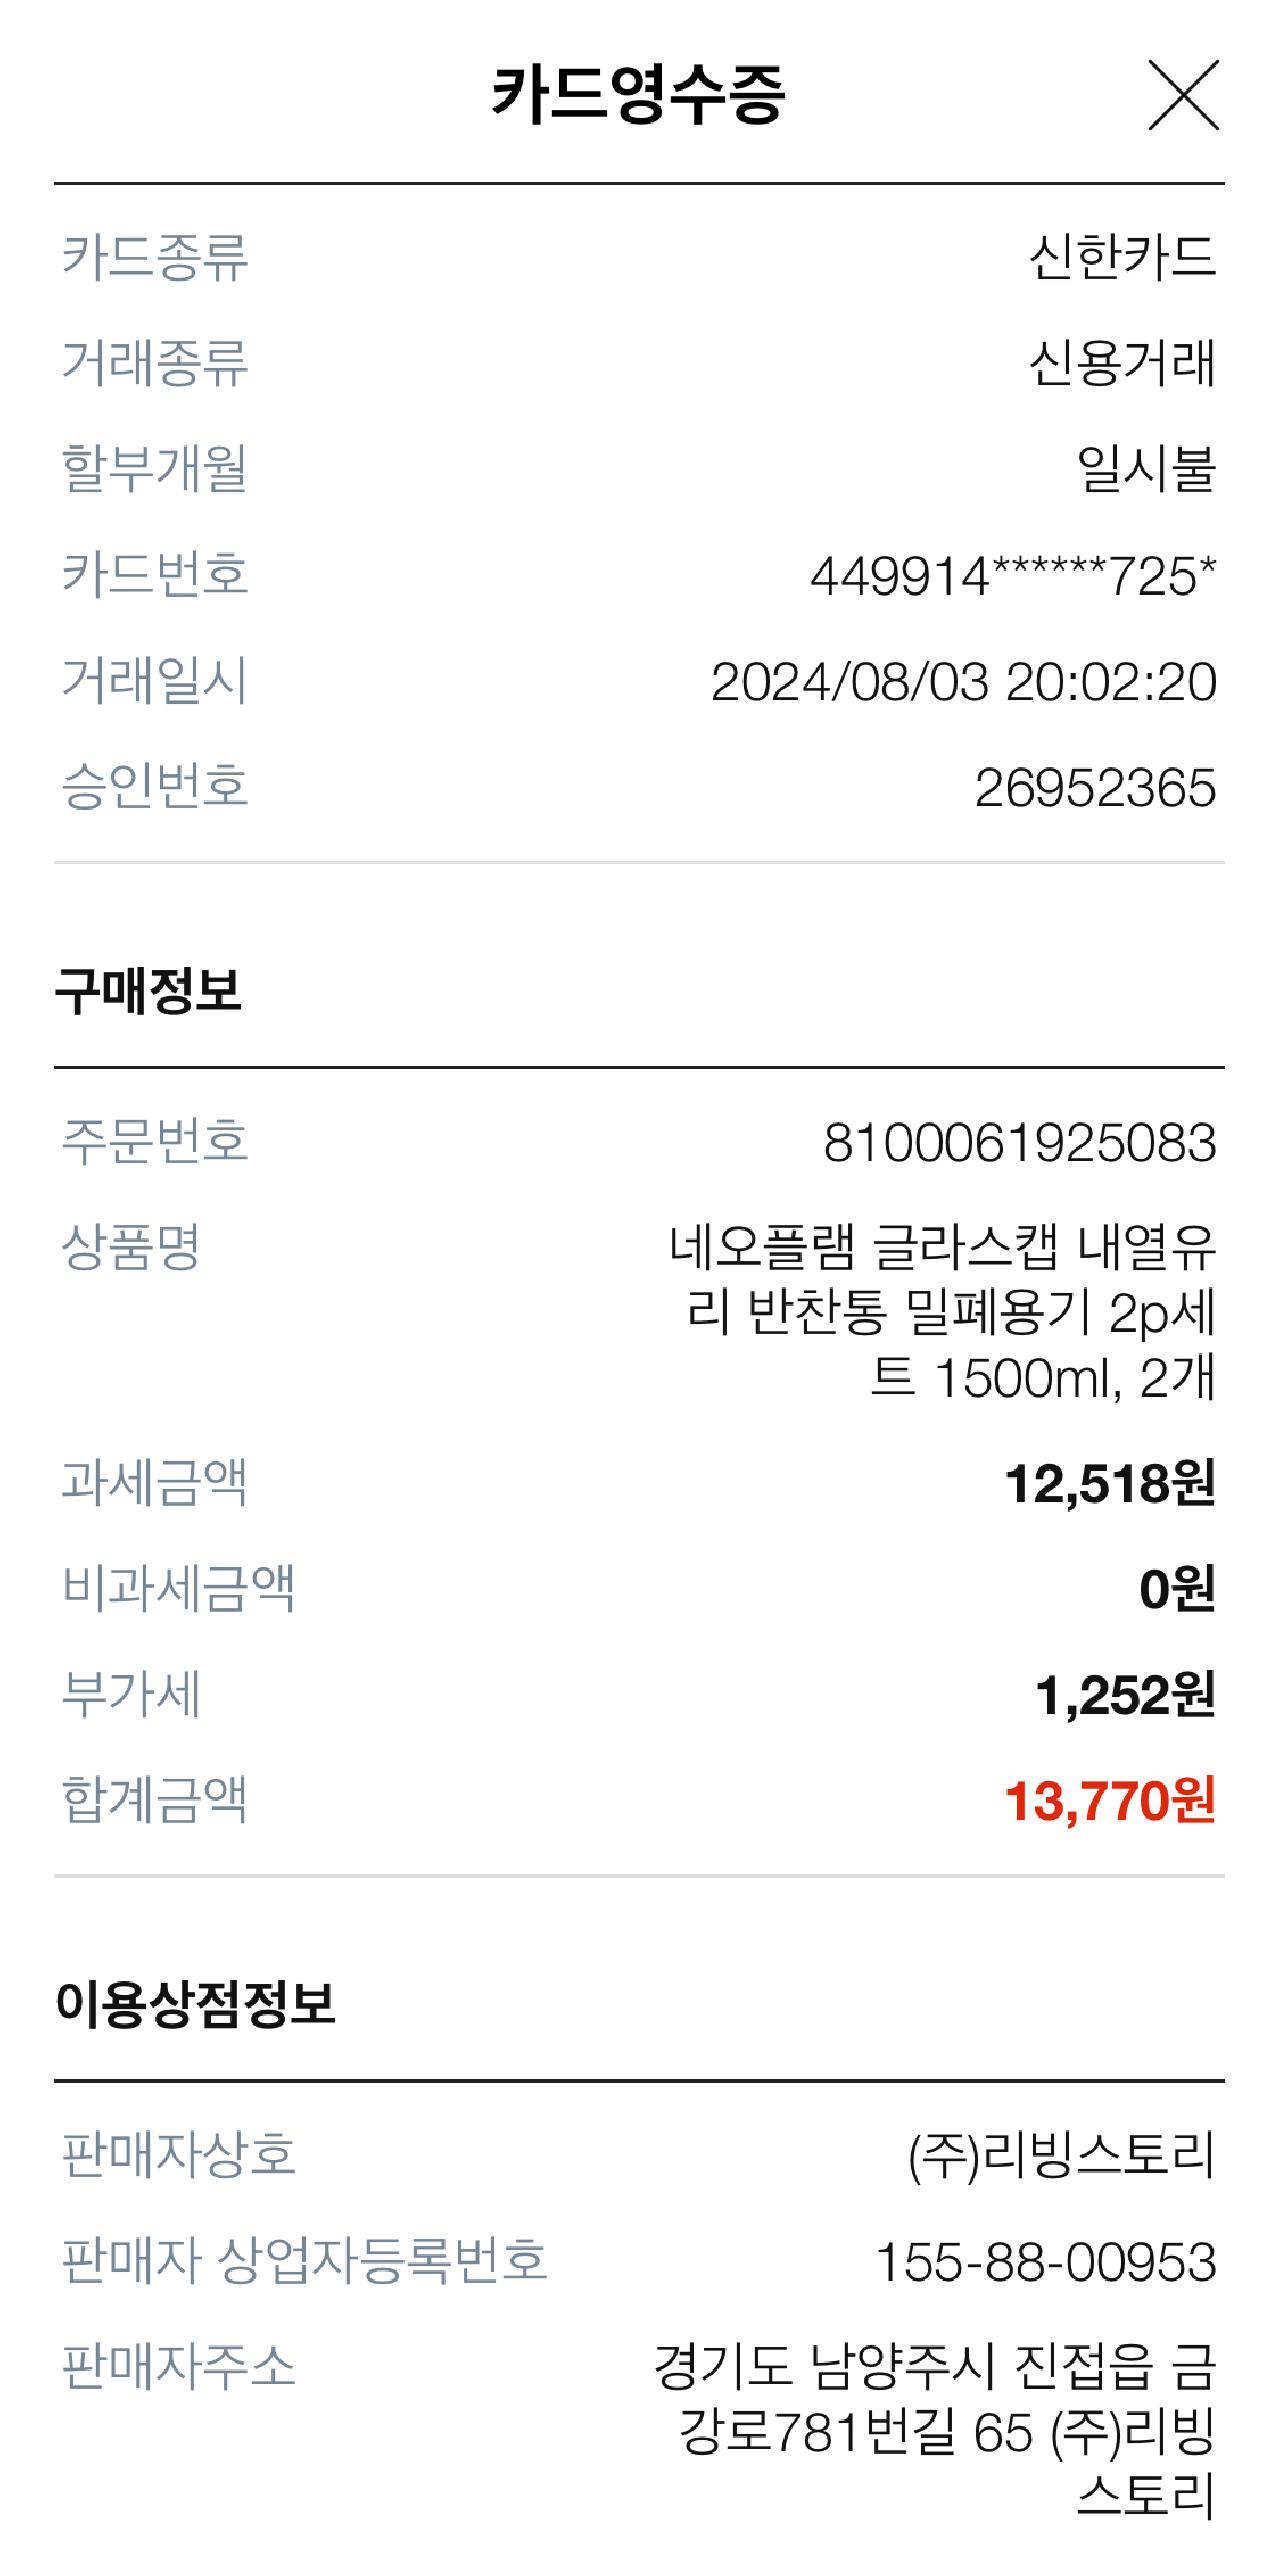 카드영수증
카드종류 신한카드
거래종류 신용거래
할부개월 일시불
카드번호 449914******725*
거래일시 2024/08/03 20:02:20
승인번호 26952365
구매정보
주문번호 8100061925083
상품명 네오플램 글라스캡 내열유
리 반찬통 밀폐용기 2p세
트 1500ml, 2개
과세금액 12,518원
비과세금액 0원
부가세 1,252원
합계금액 13,770원
이용상점정보
판매자상호 (주)리빙스토리
판매자 상업자등록번호 155-88-00953
판매자주소 경기도 남양주시 진접읍 금
강로781번길 65 (주)리빙
스토리